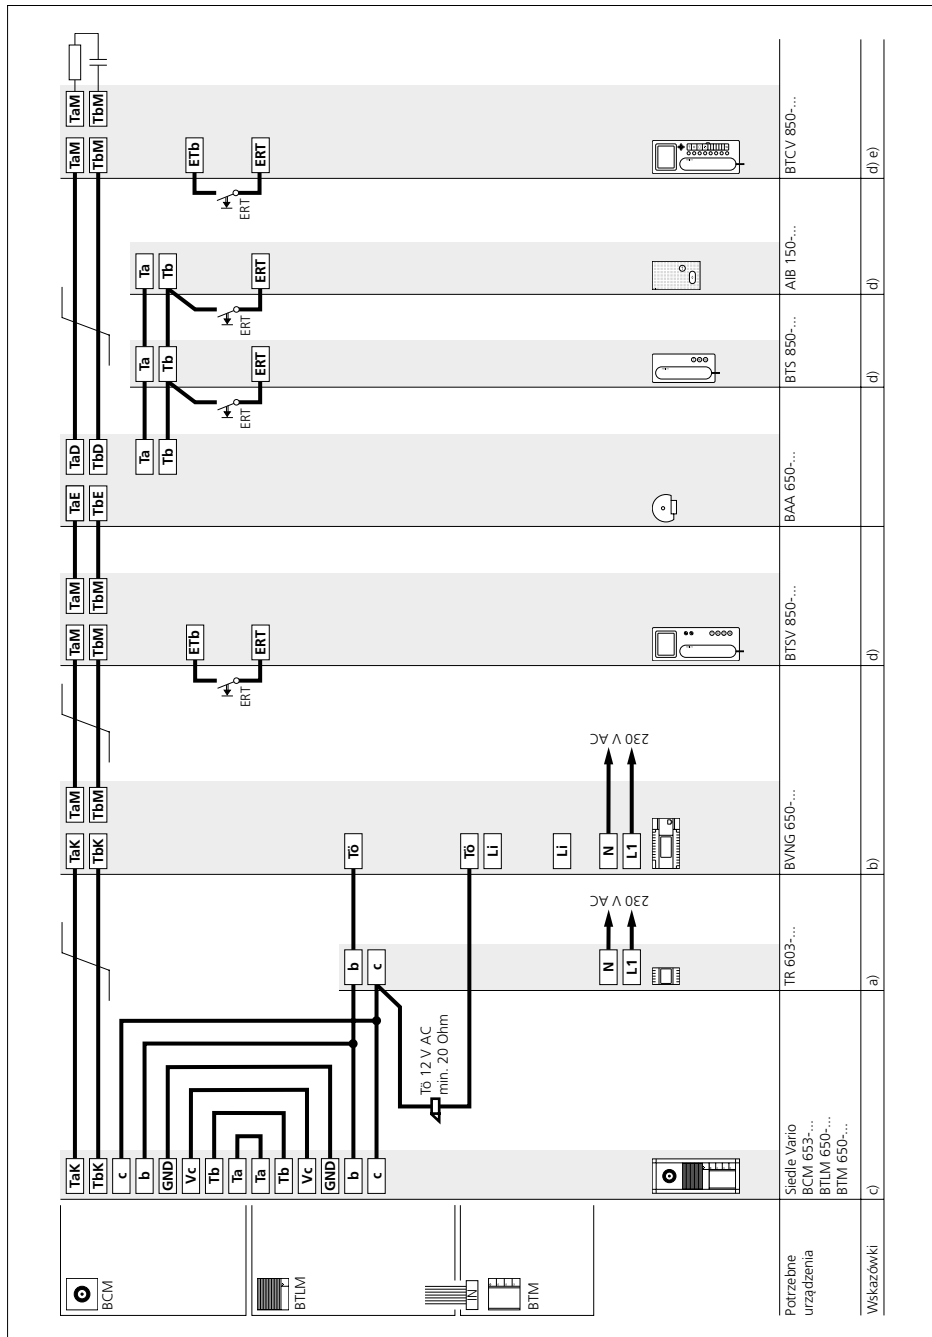 TaK TaK TaM TaM TaM TaE TaD TaM TaM
TbK TbK TbM TbM TbM TbE TbD TbM TbM
BCM
c
b Ta Ta Ta
GND Tb Tb Tb
Vc ETb ETb
Tb
Ta
ERT ERT ERT ERT
Ta ERT ERT ERT ERT
Tb
BTLM
Vc
GND
b b Tö
c c
Tö 12 V AC
min. 20 Ohm
IN Tö
Li
BTM
Li
N N
L1 L1
230 V AC 230 V AC
Potrzebne
urządzenia
Siedle Vario
BCM 653-...
BTLM 650-...
BTM 650-...
TR 603-...
BVNG 650-...
BTSV 850-...
BAA 650-...
BTS 850-...
AIB 150-...
BTCV 850-...
Wskazówki c) a) b) d) d) d) d) e)